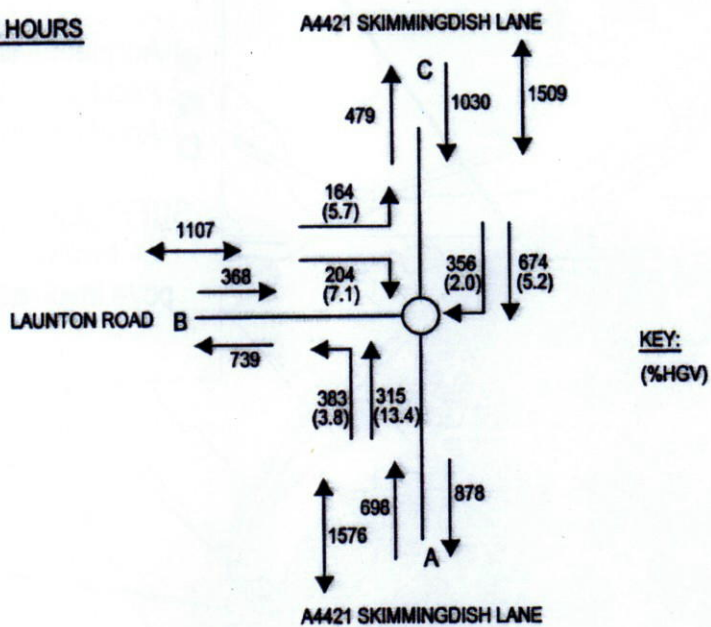 HOURS
A4421 SKIMMINGDISH LANE
C
479
1030
1509
164
(5.7)
1107
368
204
(7.1)
356
(2.0)
674
(5.2)
LAUNTON ROAD B
739
KEY:
(%HGV)
383
(3.8)
315
(13.4)
1576
698
878
A
A4421 SKIMMINGDISH LANE